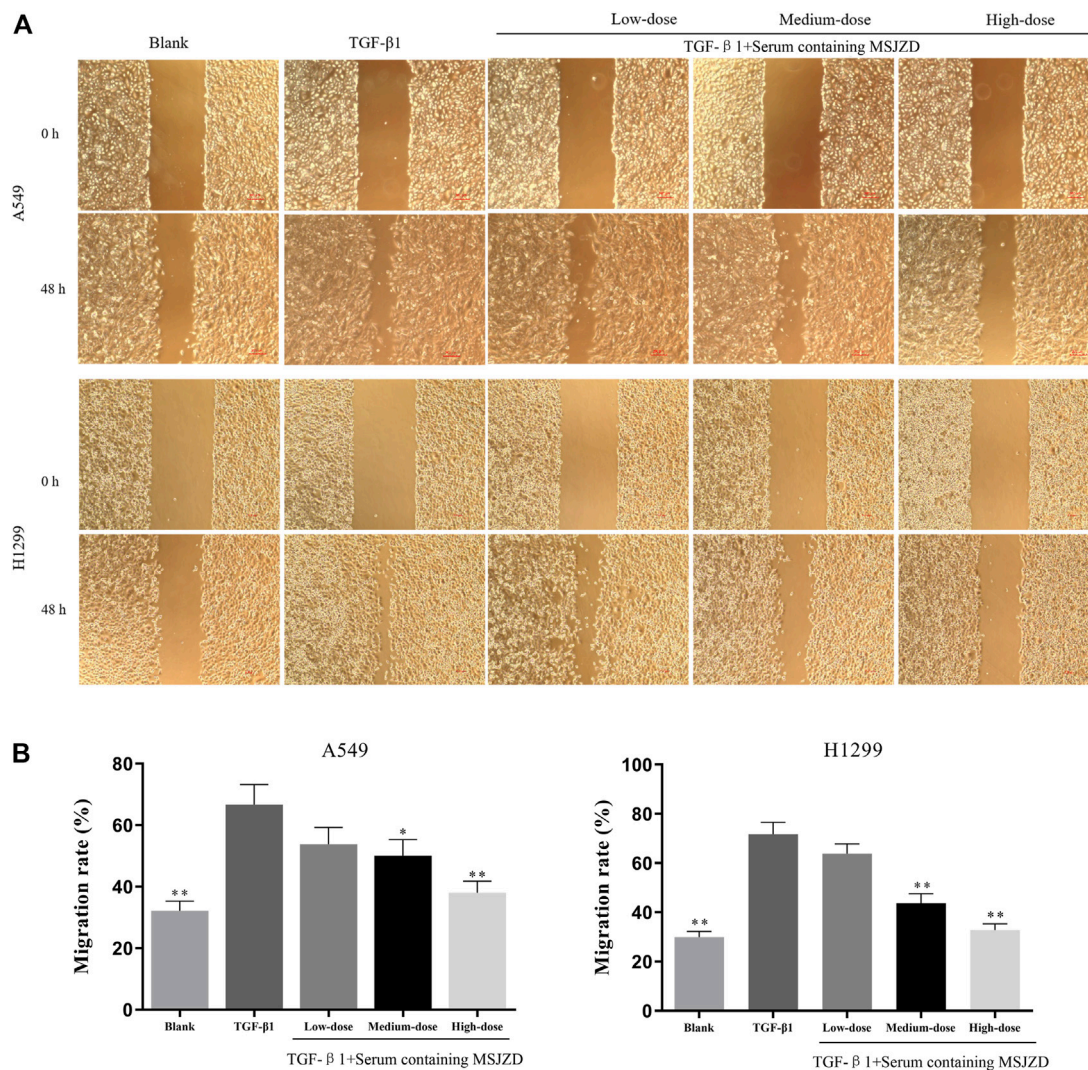 A
Low-dose Medium-dose High-dose
Blank TGF-β1 TGF-β1+Serum containing MSJZD
0 h
A549
48 h
0 h
H1299
48 h
B
A549
Migration rate (%)
80
60
40
20
0
**
*
**
Blank TGF-β1 Low-dose Medium-dose High-dose
TGF-β1+Serum containing MSJZD
H1299
Migration rate (%)
100
80
60
40
20
0
**
**
**
Blank TGF-β1 Low-dose Medium-dose High-dose
TGF-β1+Serum containing MSJZD